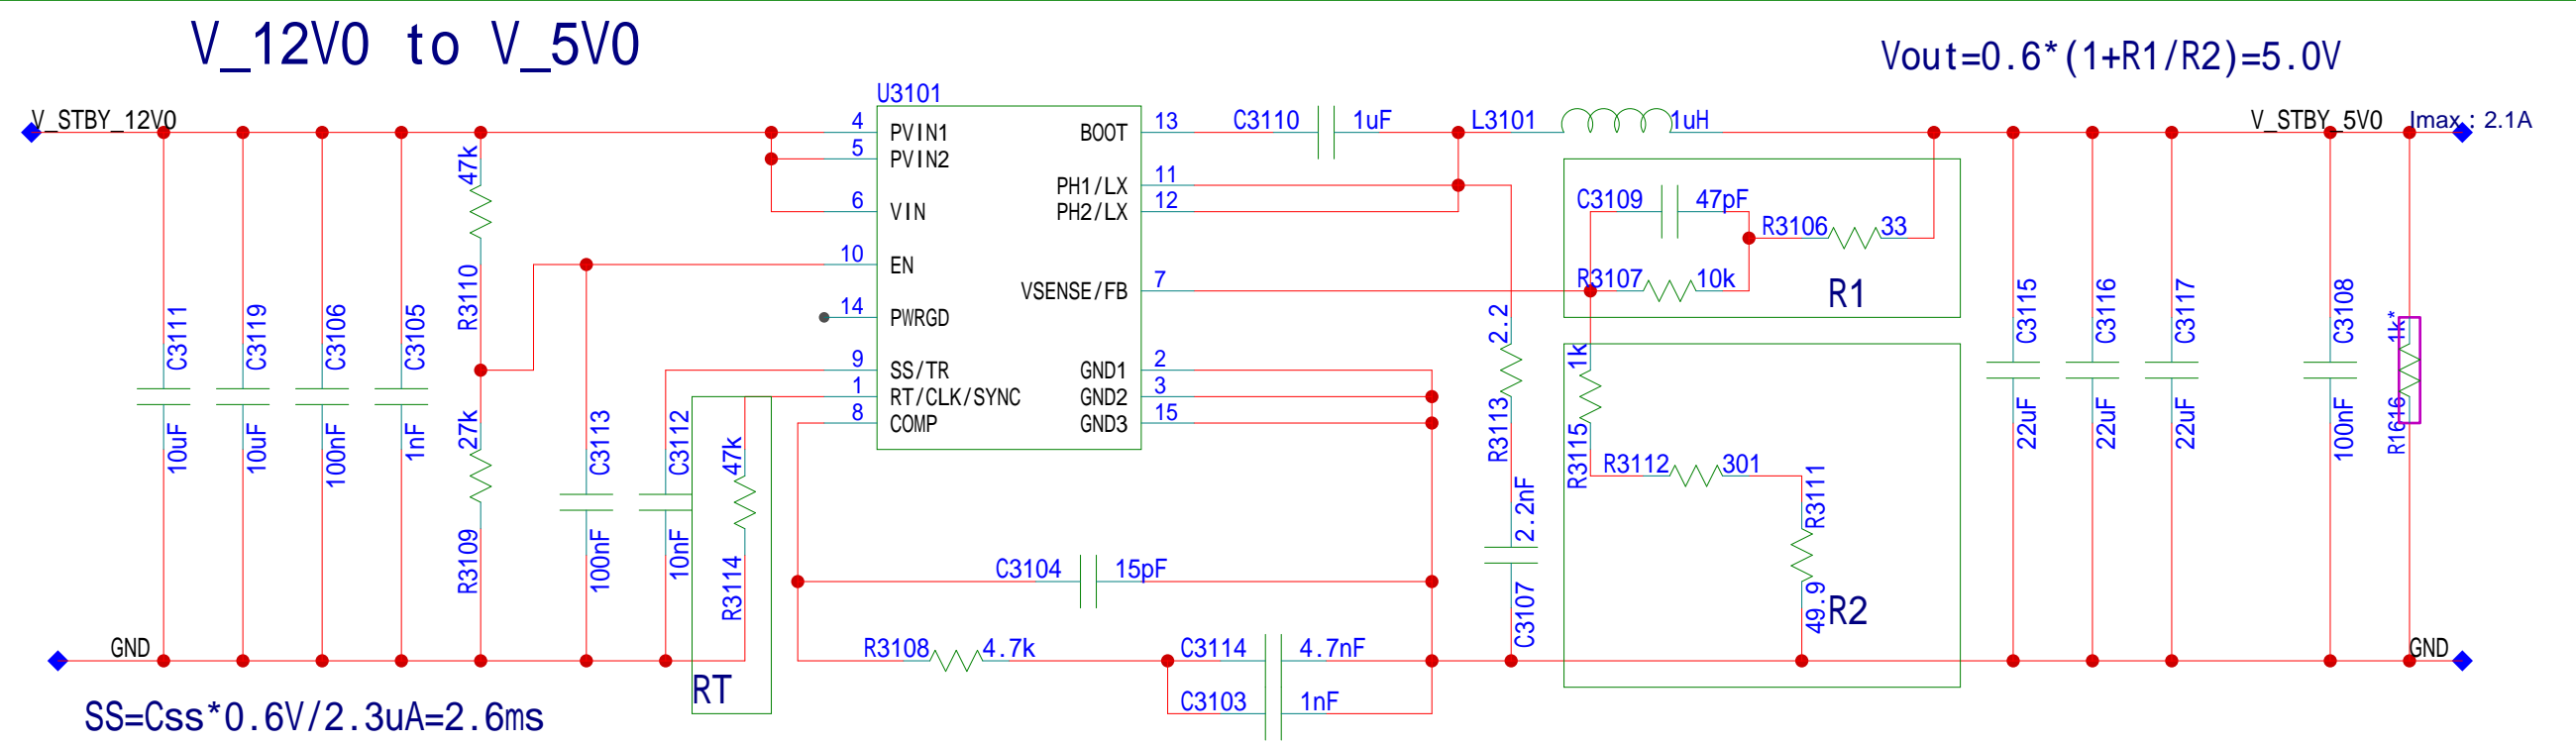 V_12V0 to V_5V0
Vout=0.6*(1+R1/R2)=5.0V
V_STBY_12V0
V_STBY_5V0
Imax : 2.1A
U3101
4 PVIN1
5 PVIN2
6 VIN
10 EN
14 PWRGD
9 SS/TR
1 RT/CLK/SYNC
8 COMP
BOOT 13
PH1/LX 11
PH2/LX 12
VSENSE/FB 7
GND1 2
GND2 3
GND3 15
C3111 10uF
C3119 10uF
C3106 100nF
C3105 1nF
R3110 47k
R3109 27k
C3113 100nF
C3112 10nF
R3114 47k
RT
C3110 1uF
L3101 1uH
C3109 47pF
R3106 33
R3107 10k
R1
R3113 2.2
C3107 2.2nF
R3115 1k
R3112 301
R3111 49.9
R2
C3104 15pF
R3108 4.7k
C3114 4.7nF
C3103 1nF
C3115 22uF
C3116 22uF
C3117 22uF
C3108 100nF
R1616 1k*
GND
GND
SS=Css*0.6V/2.3uA=2.6ms